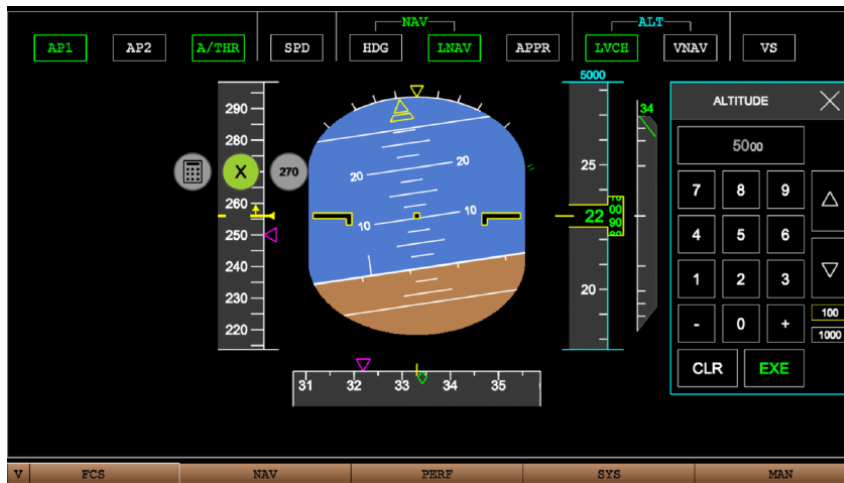 NAV ALT
AP1 AP2 A/THR SPD HDG LNAV APPR LVCH VNAV VS
5000
290
280
260
250
240
230
220
X
270
20 20
10 10
25
22
20
00
90
34
31 32 33 34 35
ALTITUDE
5000
7 8 9
4 5 6
1 2 3
- 0 +
100
1000
CLR EXE
V FCS NAV PERF SYS MAN